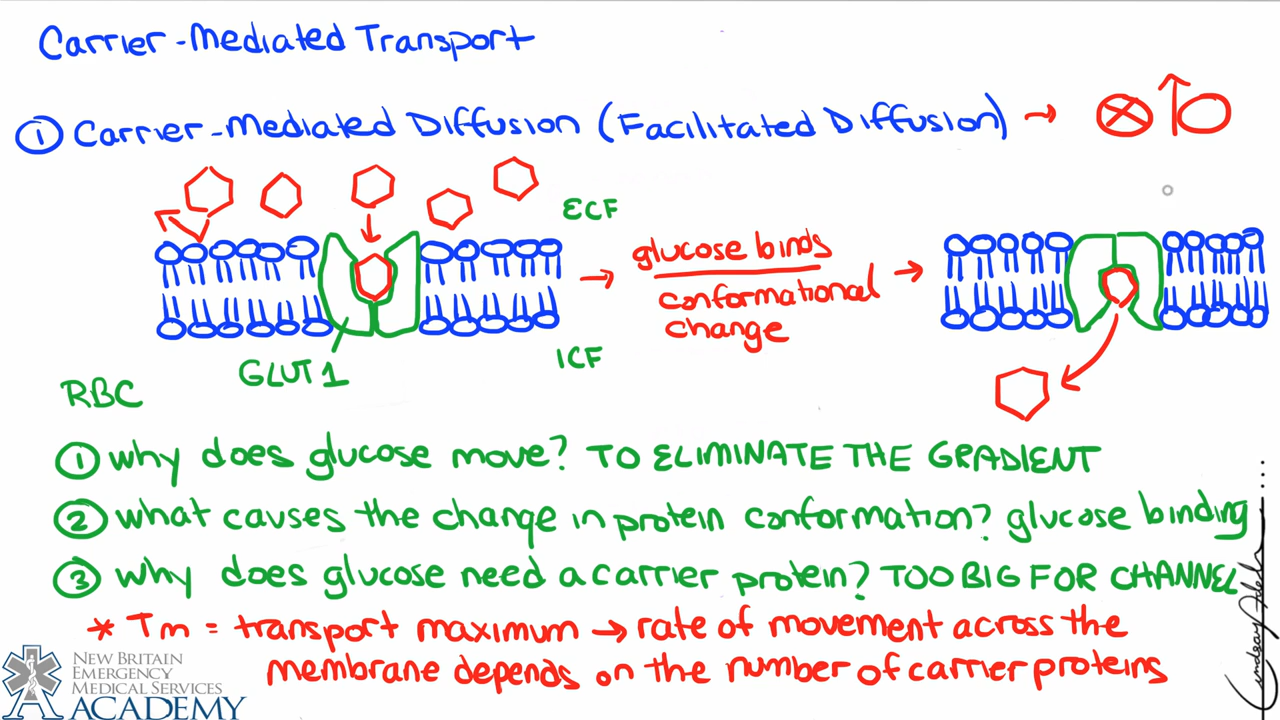 Carrier-Mediated Transport
① Carrier-Mediated Diffusion (Facilitated Diffusion) →
ECF
glucose binds
conformational
change
ICF
GLUT 1
RBC
① why does glucose move? TO ELIMINATE THE GRADIENT
② what causes the change in protein conformation? glucose binding
③ why does glucose need a carrier protein? TOO BIG FOR CHANNEL
* Tm = transport maximum → rate of movement across the
membrane depends on the number of carrier proteins
NEW BRITAIN
EMERGENCY
MEDICAL SERVICES
ACADEMY